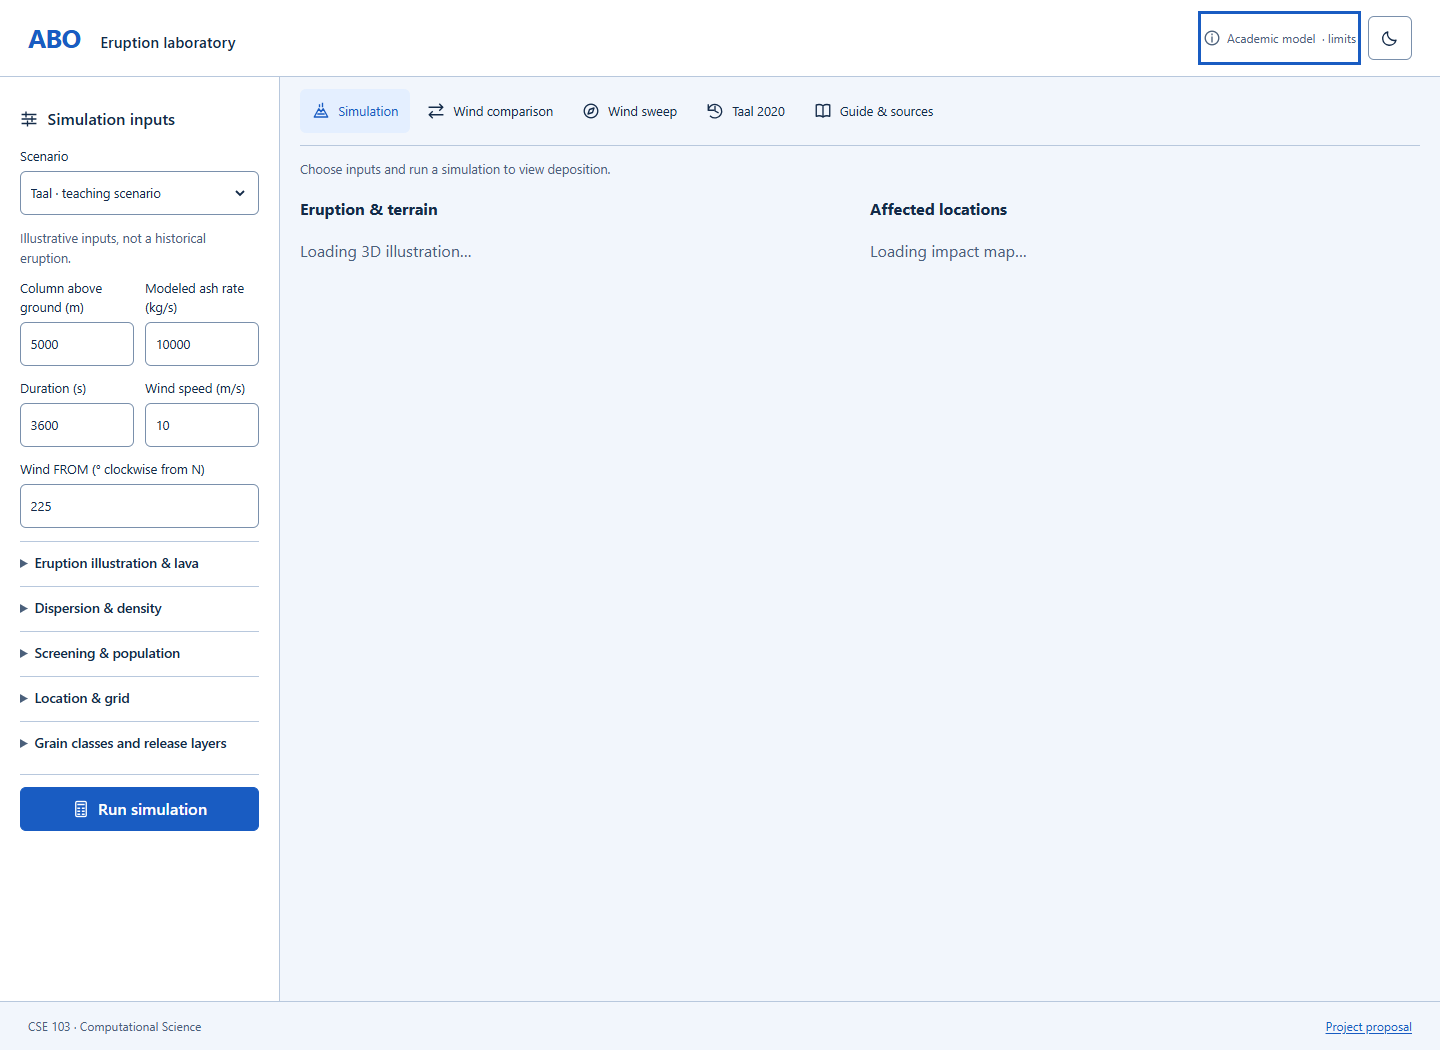 ABO Eruption laboratory
Academic model · limits
Simulation inputs
Scenario
Taal · teaching scenario
Illustrative inputs, not a historical
eruption.
Column above
ground (m)
Modeled ash rate
(kg/s)
5000
10000
Duration (s)
Wind speed (m/s)
3600
10
Wind FROM (° clockwise from N)
225
Eruption illustration & lava
Dispersion & density
Screening & population
Location & grid
Grain classes and release layers
Run simulation
Simulation
Wind comparison
Wind sweep
Taal 2020
Guide & sources
Choose inputs and run a simulation to view deposition.
Eruption & terrain
Loading 3D illustration...
Affected locations
Loading impact map...
CSE 103 · Computational Science
Project proposal